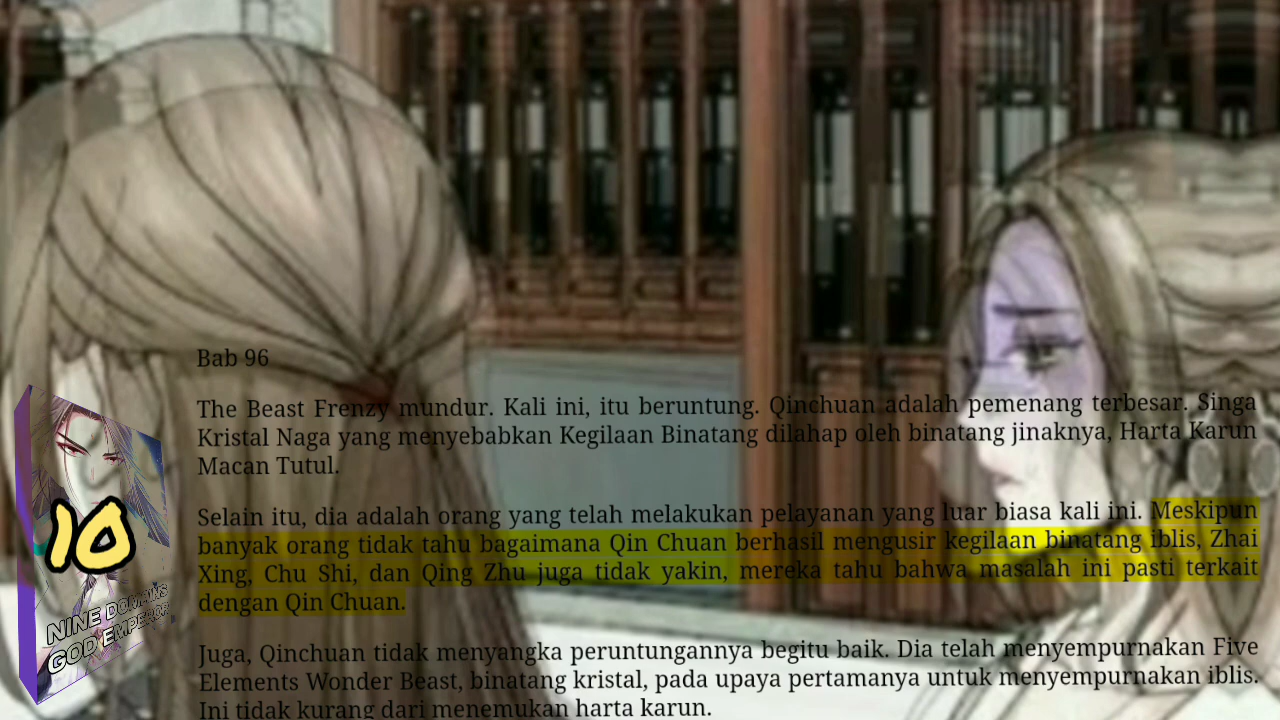 Bab 96
The Beast Frenzy mundur. Kali ini, itu beruntung. Qinchuan adalah pemenang terbesar. Singa
Kristal Naga yang menyebabkan Kegilaan Binatang dilahap oleh binatang jinaknya, Harta Karun
Macan Tutul.
Selain itu, dia adalah orang yang telah melakukan pelayanan yang luar biasa kali ini. Meskipun
banyak orang tidak tahu bagaimana Qin Chuan berhasil mengusir kegilaan binatang iblis, Zhai
Xing, Chu Shi, dan Qing Zhu juga tidak yakin, mereka tahu bahwa masalah ini pasti terkait
dengan Qin Chuan.
Juga, Qinchuan tidak menyangka peruntungannya begitu baik. Dia telah menyempurnakan Five
Elements Wonder Beast, binatang kristal, pada upaya pertamanya untuk menyempurnakan iblis.
Ini tidak kurang dari menemukan harta karun.
10
NINE DOMAINS
GOD EMPEROR